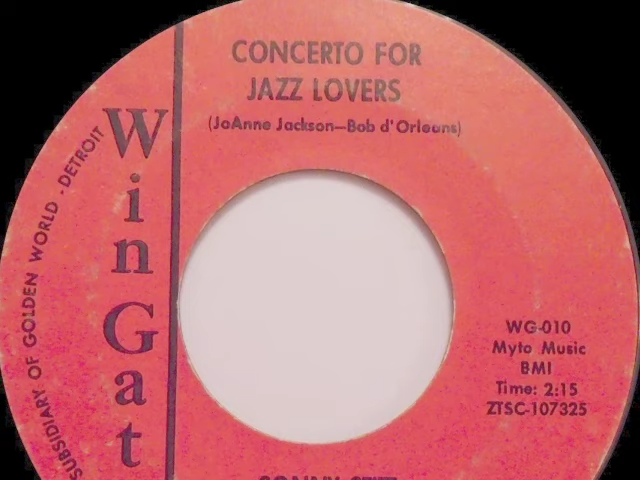 CONCERTO FOR
JAZZ LOVERS
(JoAnne Jackson—Bob d'Orleans)
WinGat
SUBSIDIARY OF GOLDEN WORLD - DETROIT
WG-010
Myto Music
BMI
Time: 2:15
ZTSC-107325